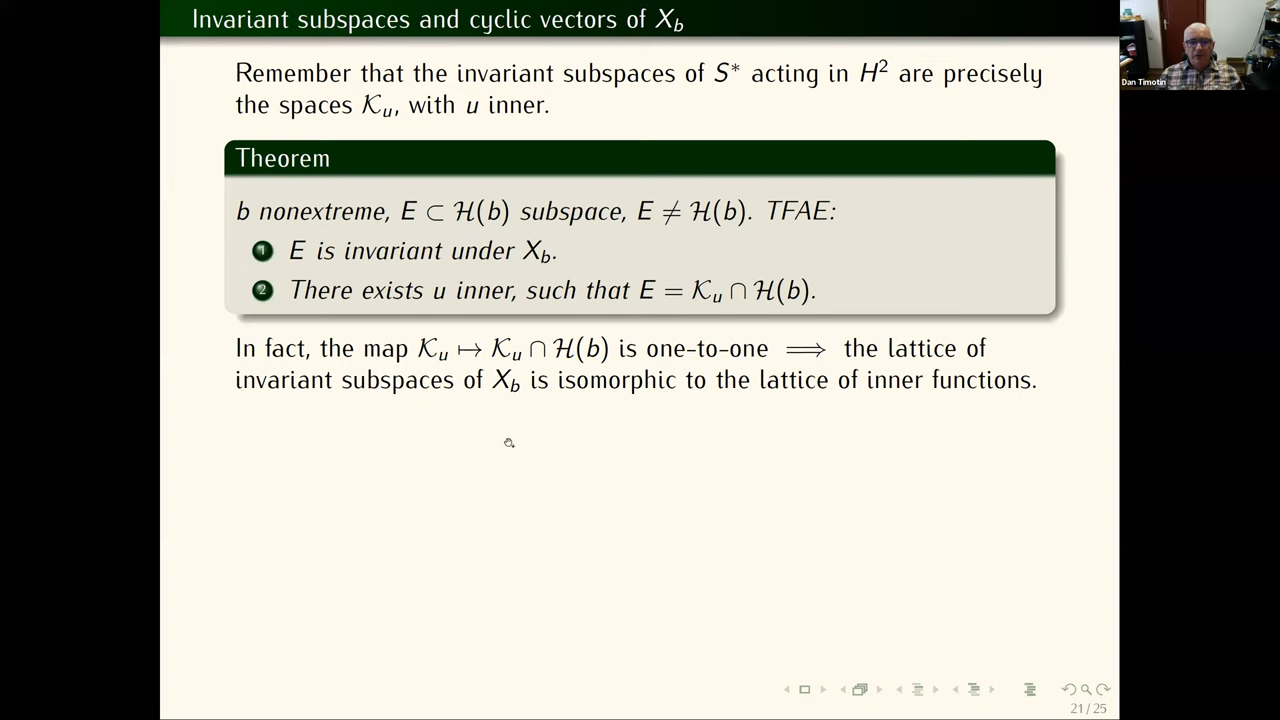 Invariant subspaces and cyclic vectors of X_b
Dan Timotin
Remember that the invariant subspaces of S* acting in H² are precisely
the spaces 𝒦_u, with u inner.
Theorem
b nonextreme, E ⊂ ℋ(b) subspace, E ≠ ℋ(b). TFAE:
1 E is invariant under X_b.
2 There exists u inner, such that E = 𝒦_u ∩ ℋ(b).
In fact, the map 𝒦_u ↦ 𝒦_u ∩ ℋ(b) is one-to-one ⟹ the lattice of
invariant subspaces of X_b is isomorphic to the lattice of inner functions.
21/25